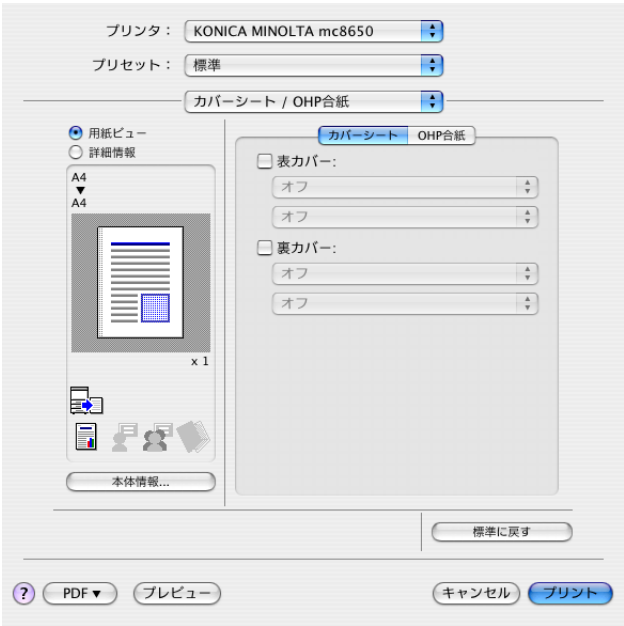 プリンタ： KONICA MINOLTA mc8650
プリセット： 標準
カバーシート / OHP合紙
用紙ビュー
詳細情報
A4
▼
A4
x 1
本体情報...
カバーシート OHP合紙
表カバー:
オフ
オフ
裏カバー:
オフ
オフ
標準に戻す
? PDF▼ プレビュー キャンセル プリント